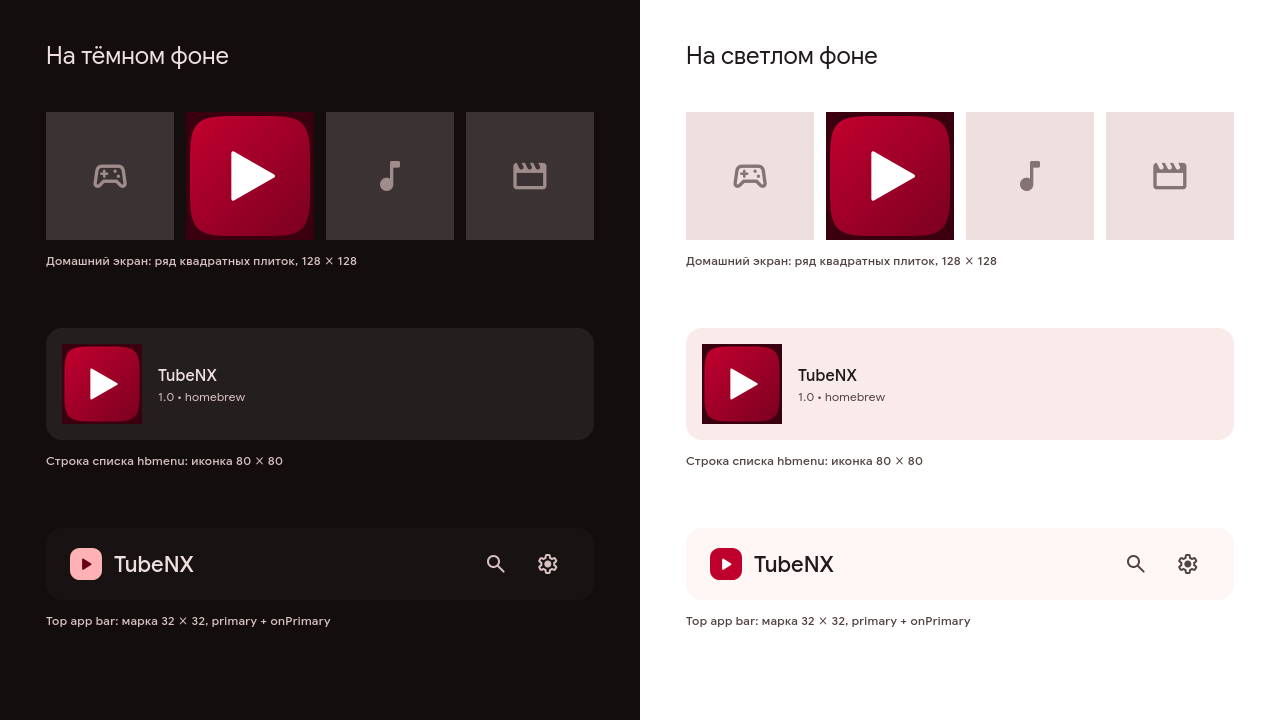 На тёмном фоне
Домашний экран: ряд квадратных плиток, 128 × 128
TubeNX
1.0 • homebrew
Строка списка hbmenu: иконка 80 × 80
TubeNX
Top app bar: марка 32 × 32, primary + onPrimary
На светлом фоне
Домашний экран: ряд квадратных плиток, 128 × 128
TubeNX
1.0 • homebrew
Строка списка hbmenu: иконка 80 × 80
TubeNX
Top app bar: марка 32 × 32, primary + onPrimary